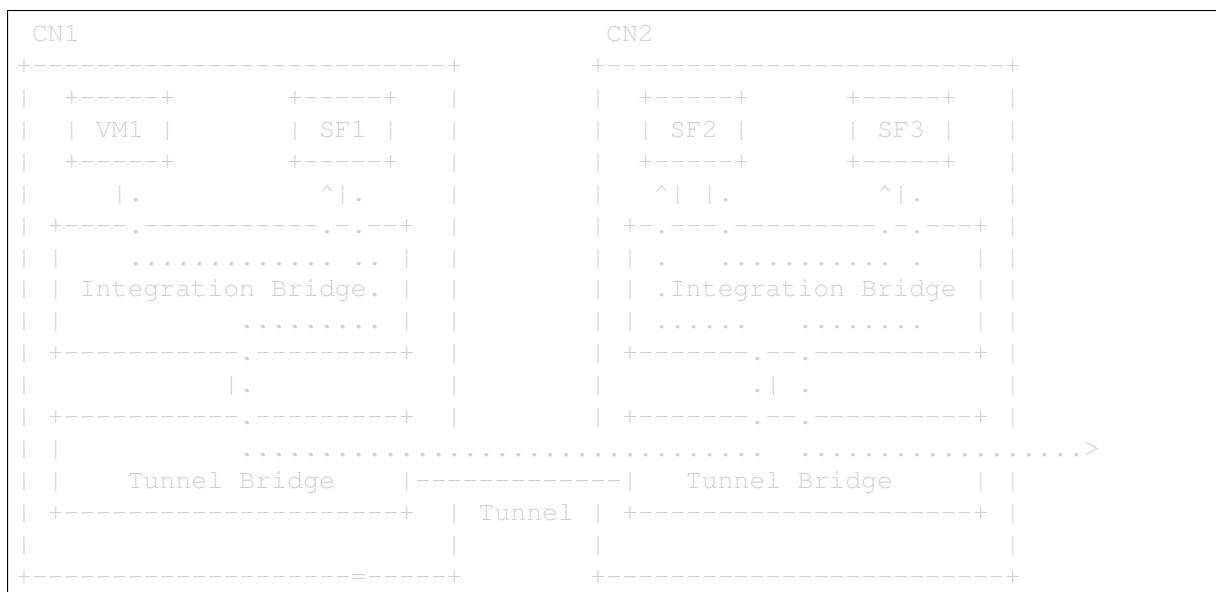 CN1                                  CN2
+---------------------------+         +--------------------------+
|  +-----+       +-----+   |         |  +-----+      +-----+   |
|  | VM1 |       | SF1 |   |         |  | SF2 |      | SF3 |   |
|  +-----+       +-----+   |         |  +-----+      +-----+   |
|     |.            ^|.     |         |   ^| |.         ^|.     |
| +----.------------.-.--+  |         | +-.---.---------.-.---+ |
| |    ............. ..  |  |         | | .   ........... .   | |
| | Integration Bridge.  |  |         | | .Integration Bridge | |
| |           .........  |  |         | | ......   ........   | |
| +-----------.---------+  |         | +-------.--.----------+ |
|            |.            |         |         .| .            |
| +-----------.---------+  |         | +-------.--.----------+ |
| |           ..................................  ...................>
| |    Tunnel Bridge    |-------------|   Tunnel Bridge     | |
| +---------------------+  | Tunnel | +---------------------+ |
|                          |         |                          |
+--------------------=-----+         +--------------------------+